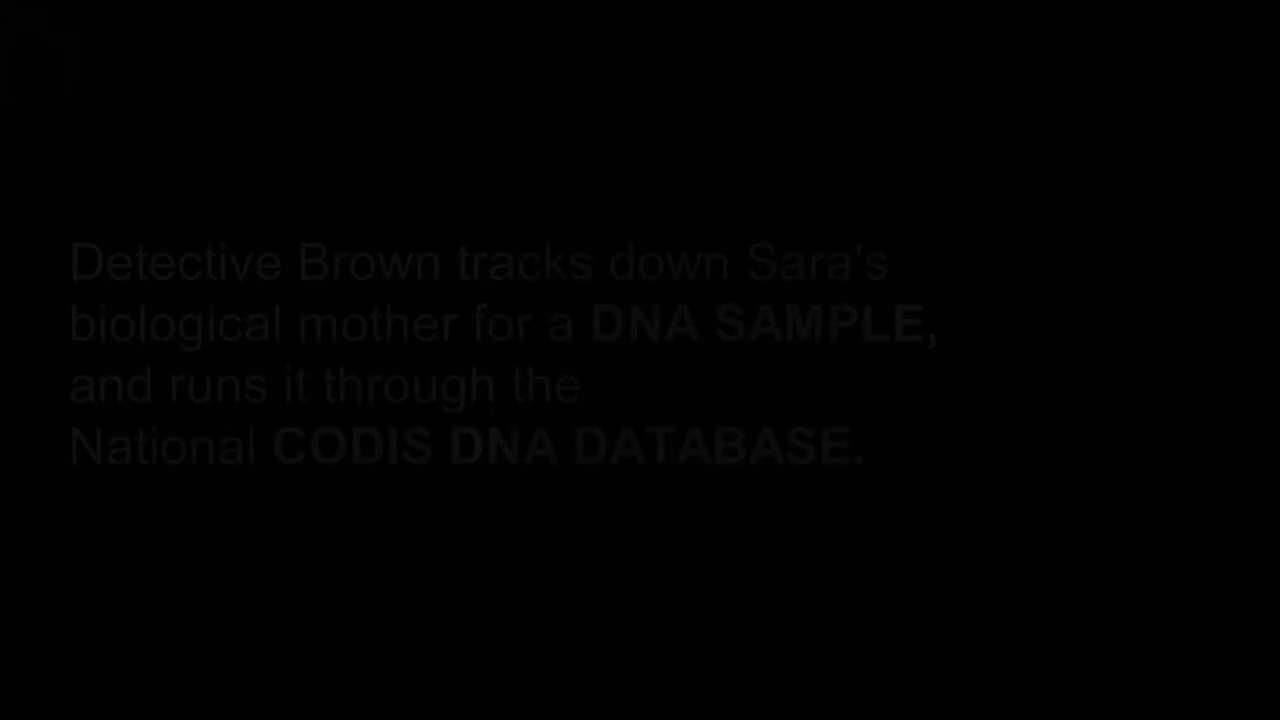 Detective Brown tracks down Sara's
biological mother for a DNA SAMPLE,
and runs it through the
National CODIS DNA DATABASE.